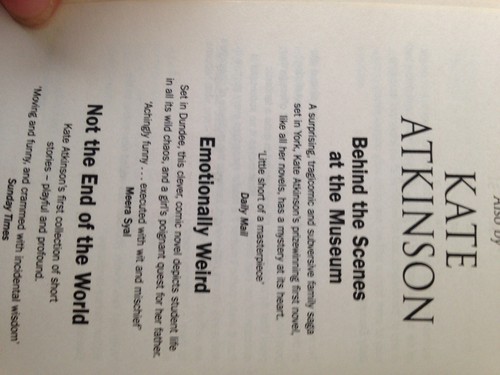 Also by
KATE
ATKINSON
Behind the Scenes
at the Museum
A surprising, tragicomic and subversive family saga
set in York, Kate Atkinson's prizewinning first novel,
like all her novels, has a mystery at its heart.
'Little short of a masterpiece'
Daily Mail
Emotionally Weird
Set in Dundee, this clever, comic novel depicts student life
in all its wild chaos, and a girl's poignant quest for her father.
'Achingly funny ... executed with wit and mischief'
Meera Syal
Not the End of the World
Kate Atkinson's first collection of short
stories – playful and profound.
'Moving and funny, and crammed with incidental wisdom'
Sunday Times